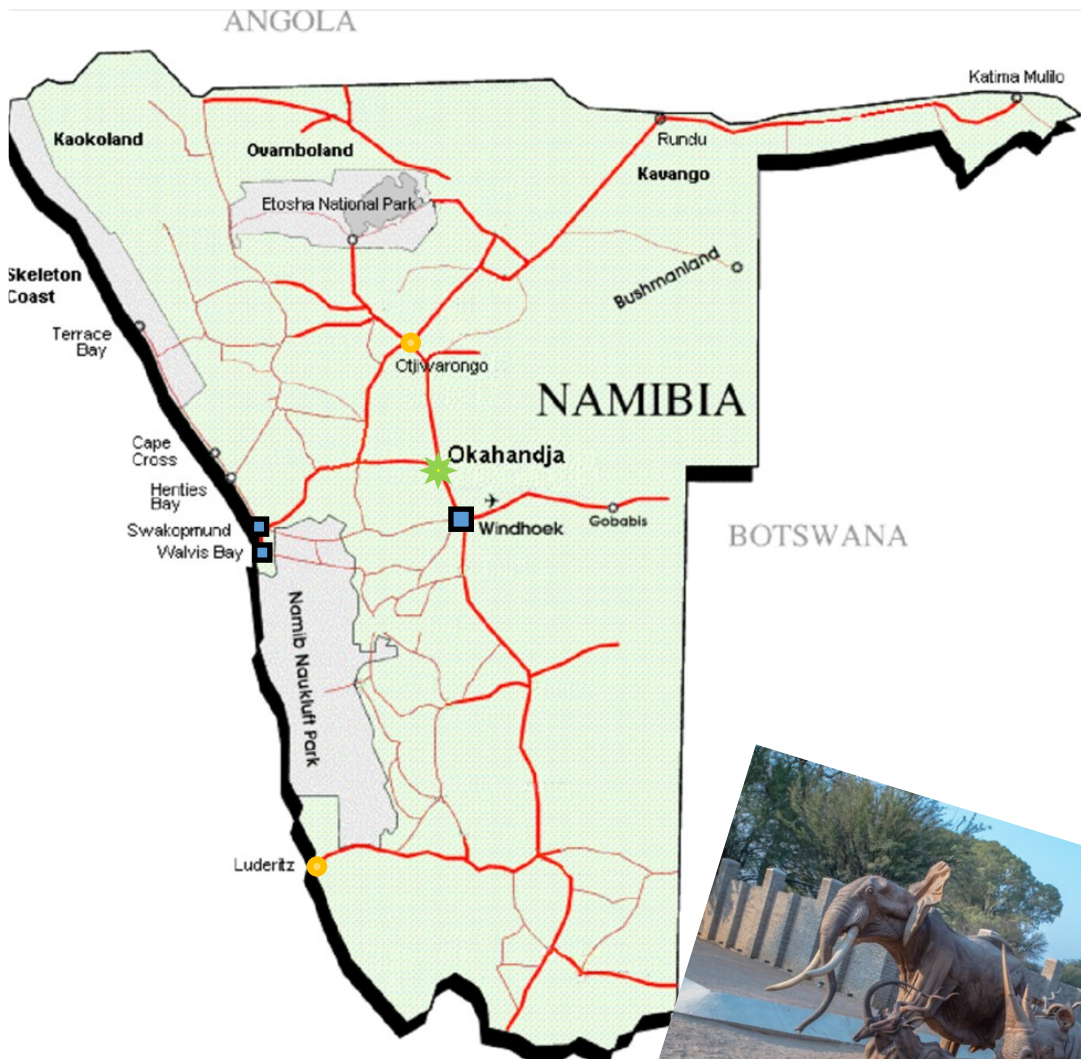 ANGOLA
Katima Mulilo
Kaokoland
Ovamboland
Rundu
Kavango
Etosha National Park
Bushmanland
Skeleton
Coast
Terrace
Bay
Otjiwarongo
NAMIBIA
Cape
Cross
Okahandja
Henties
Bay
Swakopmund
Windhoek
Gobabis
Walvis Bay
BOTSWANA
Namib Naukluft Park
Luderitz